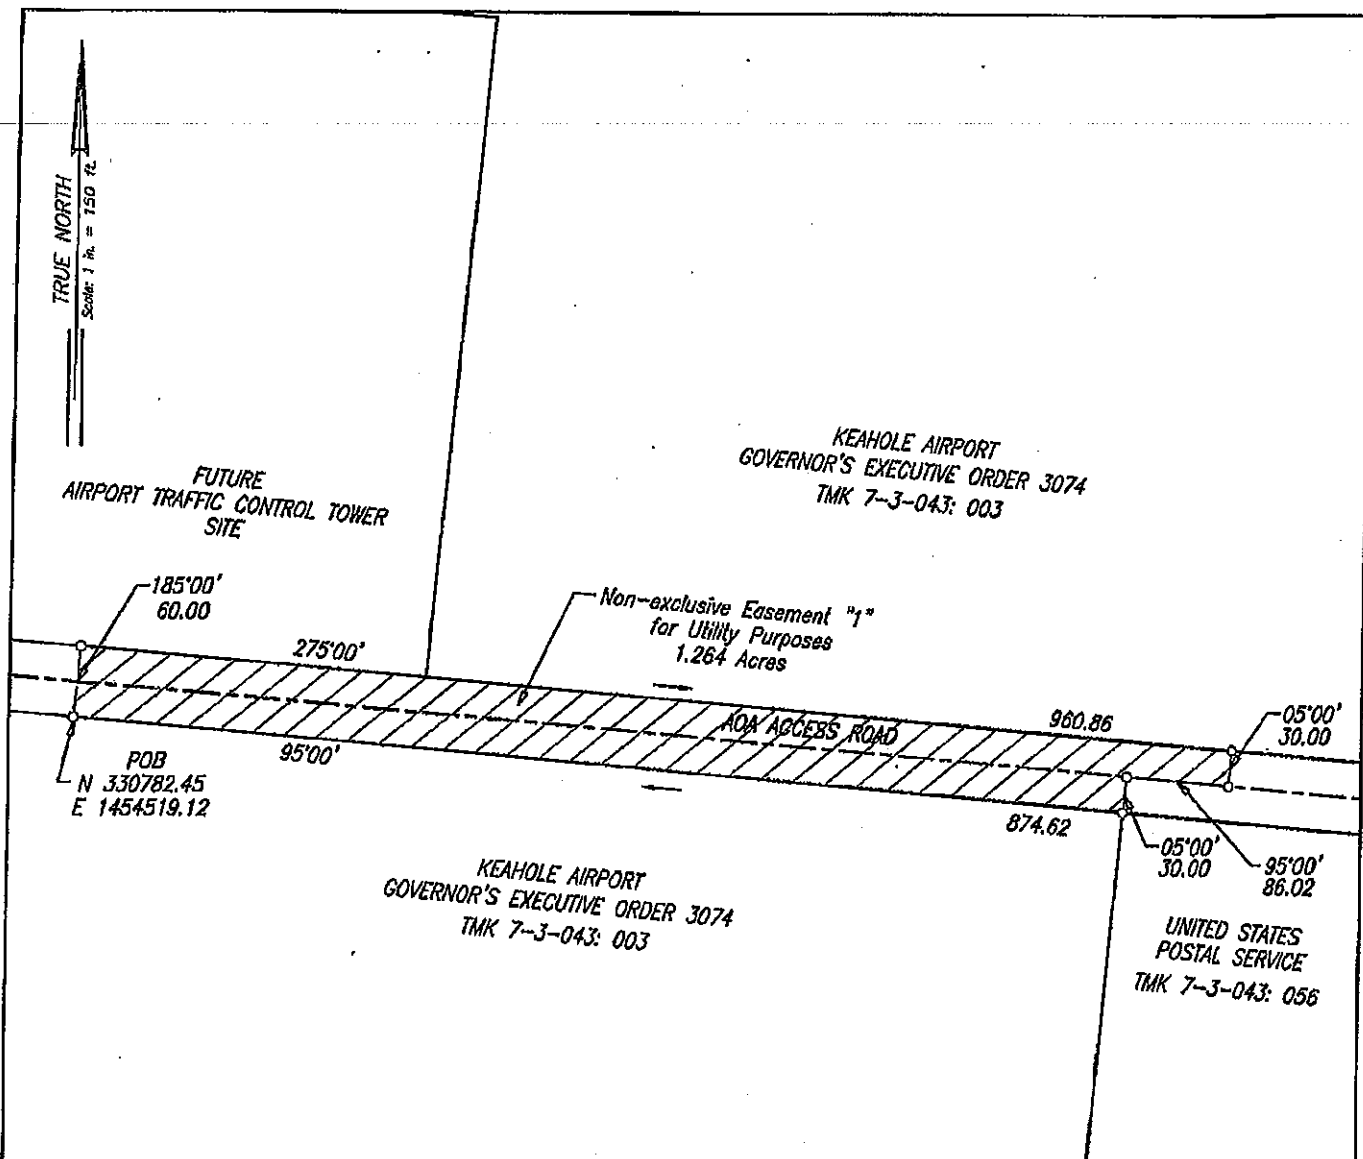 TRUE NORTH
Scale: 1 in. = 150 ft.
KEAHOLE AIRPORT
GOVERNOR'S EXECUTIVE ORDER 3074
TMK 7-3-043: 003
FUTURE
AIRPORT TRAFFIC CONTROL TOWER
SITE
185°00'
60.00
Non-exclusive Easement "1"
for Utility Purposes
1.264 Acres
275°00'
AOA ACCESS ROAD
960.86
05°00'
30.00
POB
N 330782.45
E 1454519.12
95°00'
874.62
05°00'
30.00
95°00'
86.02
KEAHOLE AIRPORT
GOVERNOR'S EXECUTIVE ORDER 3074
TMK 7-3-043: 003
UNITED STATES
POSTAL SERVICE
TMK 7-3-043: 056